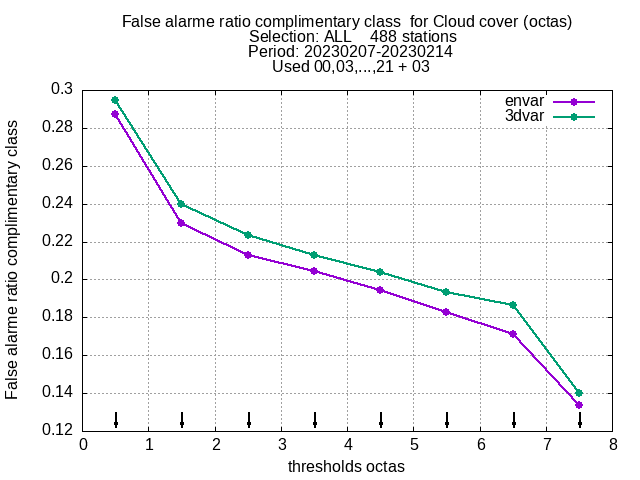 False alarme ratio complimentary class  for Cloud cover (octas)
Selection: ALL    488 stations
Period: 20230207-20230214
Used 00,03,...,21 + 03
envar
3dvar
False alarme ratio complimentary class
0.3
0.28
0.26
0.24
0.22
0.2
0.18
0.16
0.14
0.12
0 1 2 3 4 5 6 7 8
thresholds octas